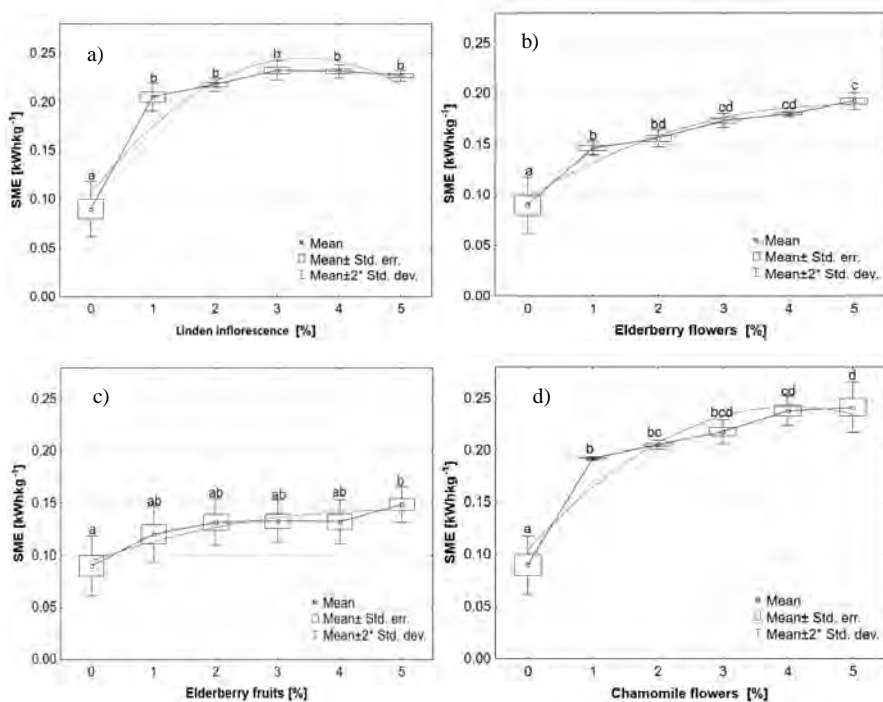 a)
SME [kWhkg⁻¹]
0.25
0.20
0.15
0.10
0.05
0.00
a
b
b
b
b
b
Mean
Mean± Std. err.
Mean±2* Std. dev.
0 1 2 3 4 5
Linden inflorescence [%]
b)
SME [kWhkg⁻¹]
0.25
0.20
0.15
0.10
0.05
0.00
a
b
bd
cd
cd
c
Mean
Mean± Std. err.
Mean±2* Std. dev.
0 1 2 3 4 5
Elderberry flowers [%]
c)
SME [kWhkg⁻¹]
0.25
0.20
0.15
0.10
0.05
0.00
a
ab
ab
ab
ab
b
Mean
Mean± Std. err.
Mean±2* Std. dev.
0 1 2 3 4 5
Elderberry fruits [%]
d)
SME [kWhkg⁻¹]
0.25
0.20
0.15
0.10
0.05
0.00
a
b
bc
bcd
cd
d
Mean
Mean± Std. err.
Mean±2* Std. dev.
0 1 2 3 4 5
Chamomile flowers [%]